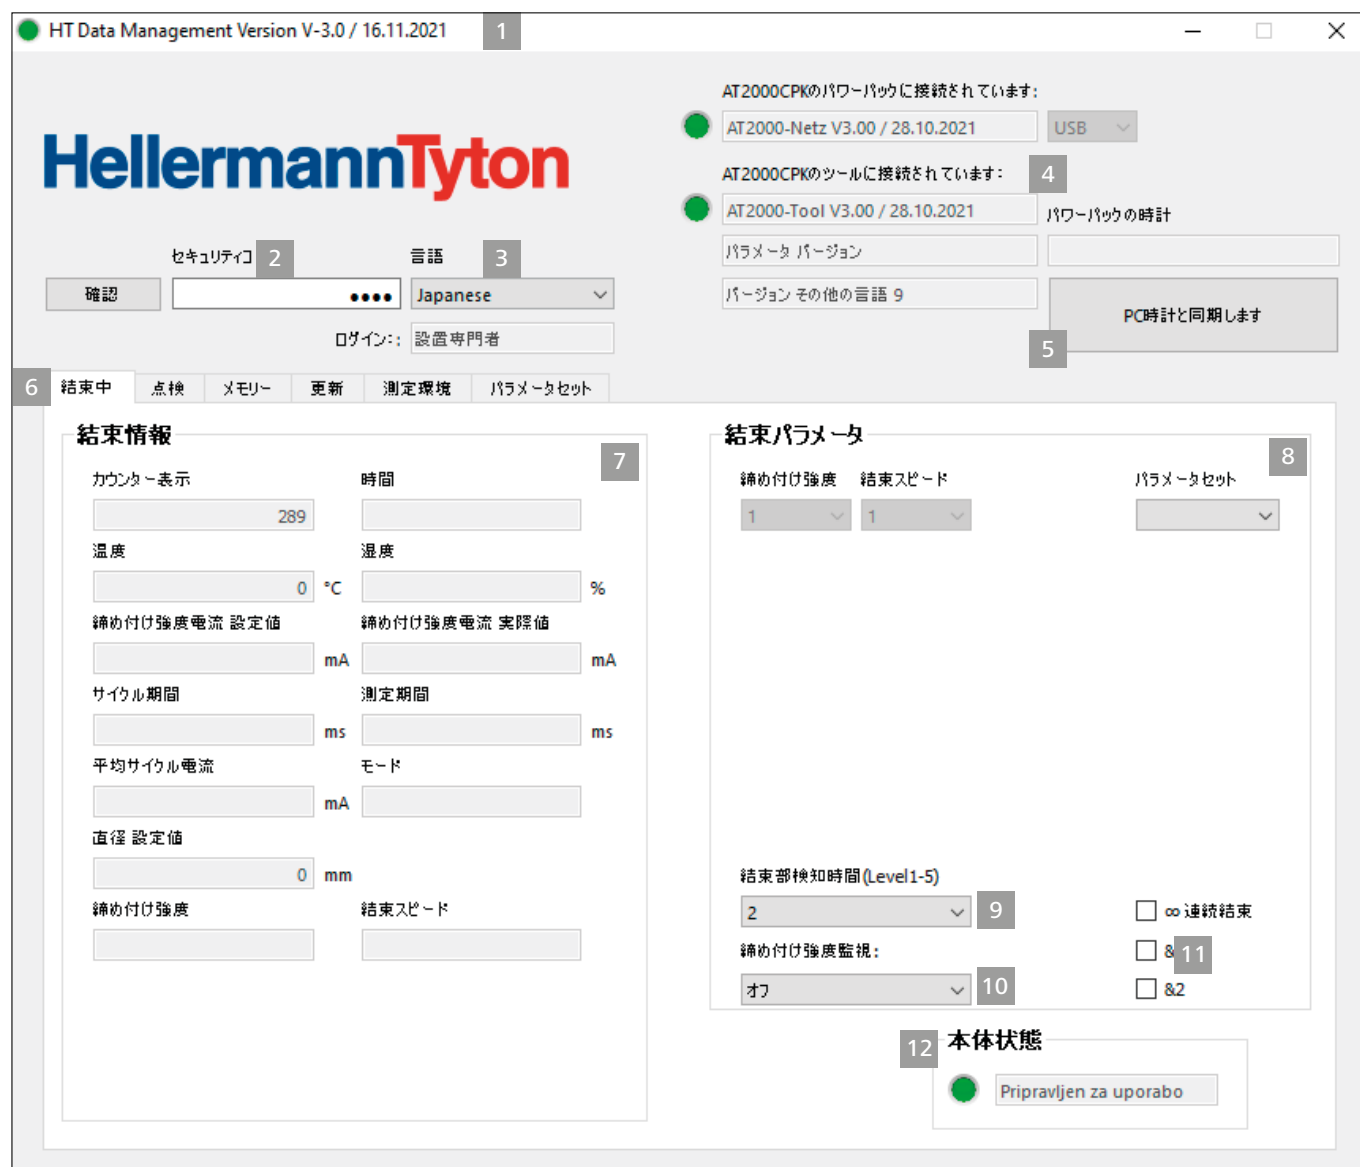 HT Data Management Version V-3.0 / 16.11.2021
1
AT2000CPKのパワーパックに接続されています:
AT2000-Netz V3.00 / 28.10.2021
USB
HellermannTyton
AT2000CPKのツールに接続されています:
4
AT2000-Tool V3.00 / 28.10.2021
パワーパックの時計
セキュリティコ
2
言語
3
パラメータ バージョン
確認
●●●●
Japanese
バージョン その他の言語 9
PC時計と同期します
ログイン::
設置専門者
5
6
結束中
点検
メモリー
更新
測定環境
パラメータセット
結束情報
7
カウンター表示
時間
289
温度
湿度
0 °C
%
締め付け強度電流 設定値
締め付け強度電流 実際値
mA
mA
サイクル期間
測定期間
ms
ms
平均サイクル電流
モード
mA
直径 設定値
0 mm
締め付け強度
結束スピード
結束パラメータ
8
締め付け強度
結束スピード
パラメータセット
1
1
結束部検知時間(Level1-5)
2
9
∞ 連続結束
締め付け強度監視:
&
11
オフ
10
&2
12
本体状態
Pripravljen za uporabo